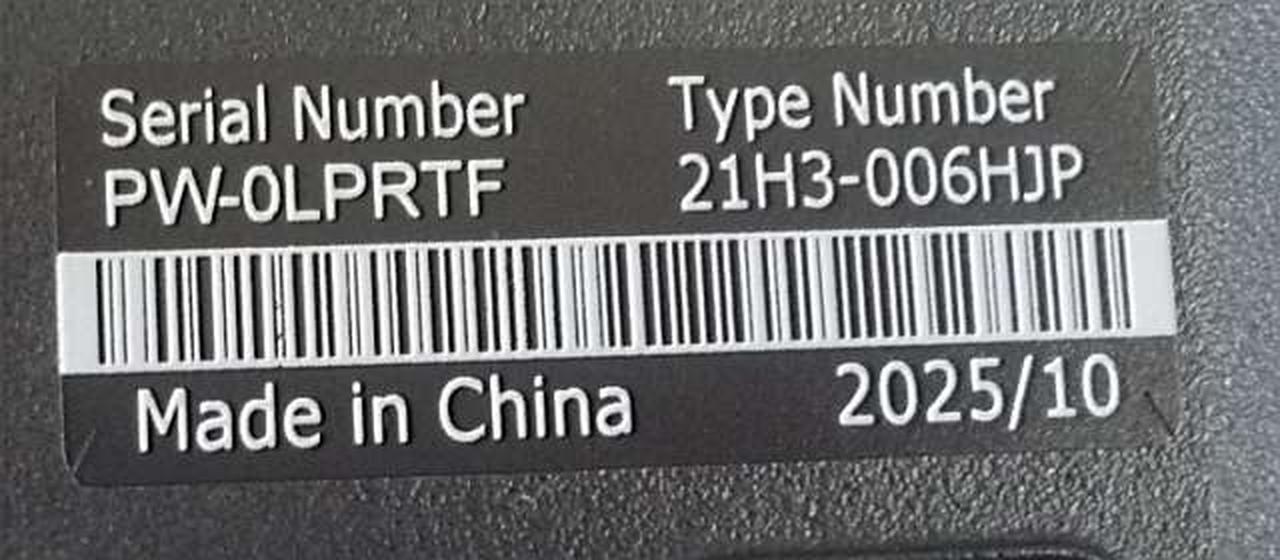 Serial Number Type Number
PW-0LPRTF 21H3-006HJP
Made in China 2025/10